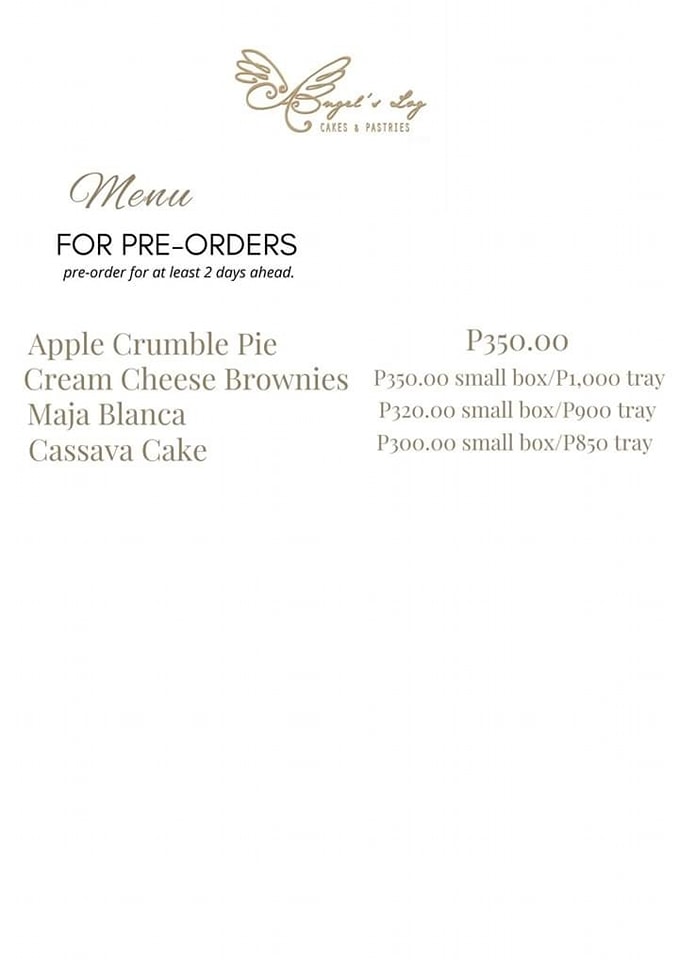 Angel's Log
CAKES & PASTRIES
Menu
FOR PRE-ORDERS
pre-order for at least 2 days ahead.
Apple Crumble Pie P350.00
Cream Cheese Brownies P350.00 small box/P1,000 tray
Maja Blanca P320.00 small box/P900 tray
Cassava Cake P300.00 small box/P850 tray